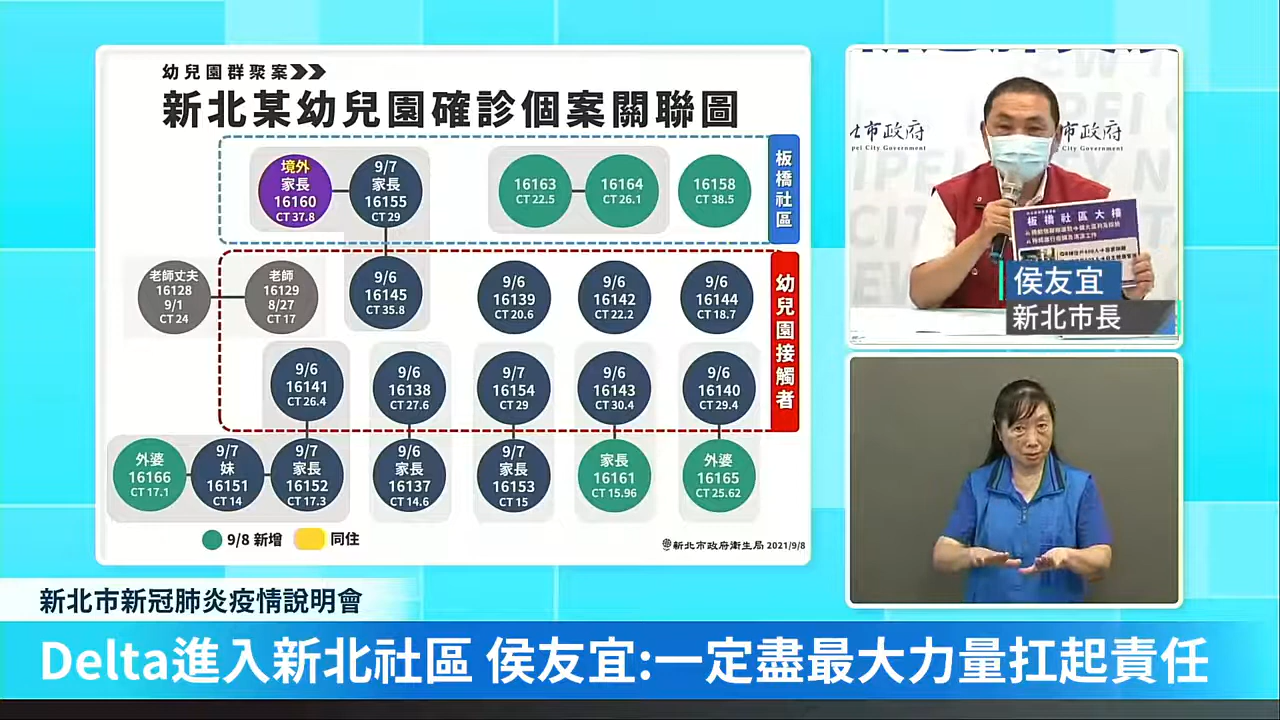 幼兒園群聚案
新北某幼兒園確診個案關聯圖
板橋社區
境外
家長
16160
CT 37.8
9/7
家長
16155
CT 29
16163
CT 22.5
16164
CT 26.1
16158
CT 38.5
幼兒園接觸者
老師丈夫
16128
9/1
CT 24
老師
16129
8/27
CT 17
9/6
16145
CT 35.8
9/6
16139
CT 20.6
9/6
16142
CT 22.2
9/6
16144
CT 18.7
9/6
16141
CT 26.4
9/6
16138
CT 27.6
9/7
16154
CT 29
9/6
16143
CT 30.4
9/6
16140
CT 29.4
外婆
16166
CT 17.1
9/7
妹
16151
CT 14
9/7
家長
16152
CT 17.3
9/6
家長
16137
CT 14.6
9/7
家長
16153
CT 15
家長
16161
CT 15.96
外婆
16165
CT 25.62
9/8 新增 同住
新北市政府衛生局 2021/9/8
市政府
pei City Government
市政府
City Government
板橋社區大樓
侯友宜
新北市長
新北市新冠肺炎疫情說明會
Delta進入新北社區 侯友宜:一定盡最大力量扛起責任